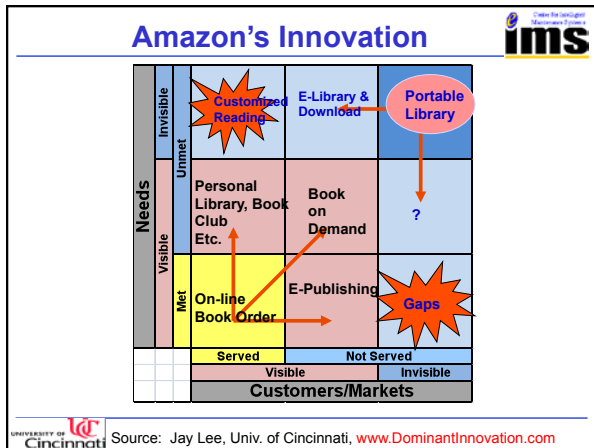 Amazon's Innovation
e
Center for Intelligent
Maintenance Systems
ims
Needs
Invisible
Visible
Unmet
Met
Customized
Reading
E-Library &
Download
Portable
Library
Personal
Library, Book
Club
Etc.
Book
on
Demand
?
On-line
Book Order
E-Publishing
Gaps
Served
Not Served
Visible
Invisible
Customers/Markets
UNIVERSITY OF
UC
Cincinnati
Source: Jay Lee, Univ. of Cincinnati, www.DominantInnovation.com